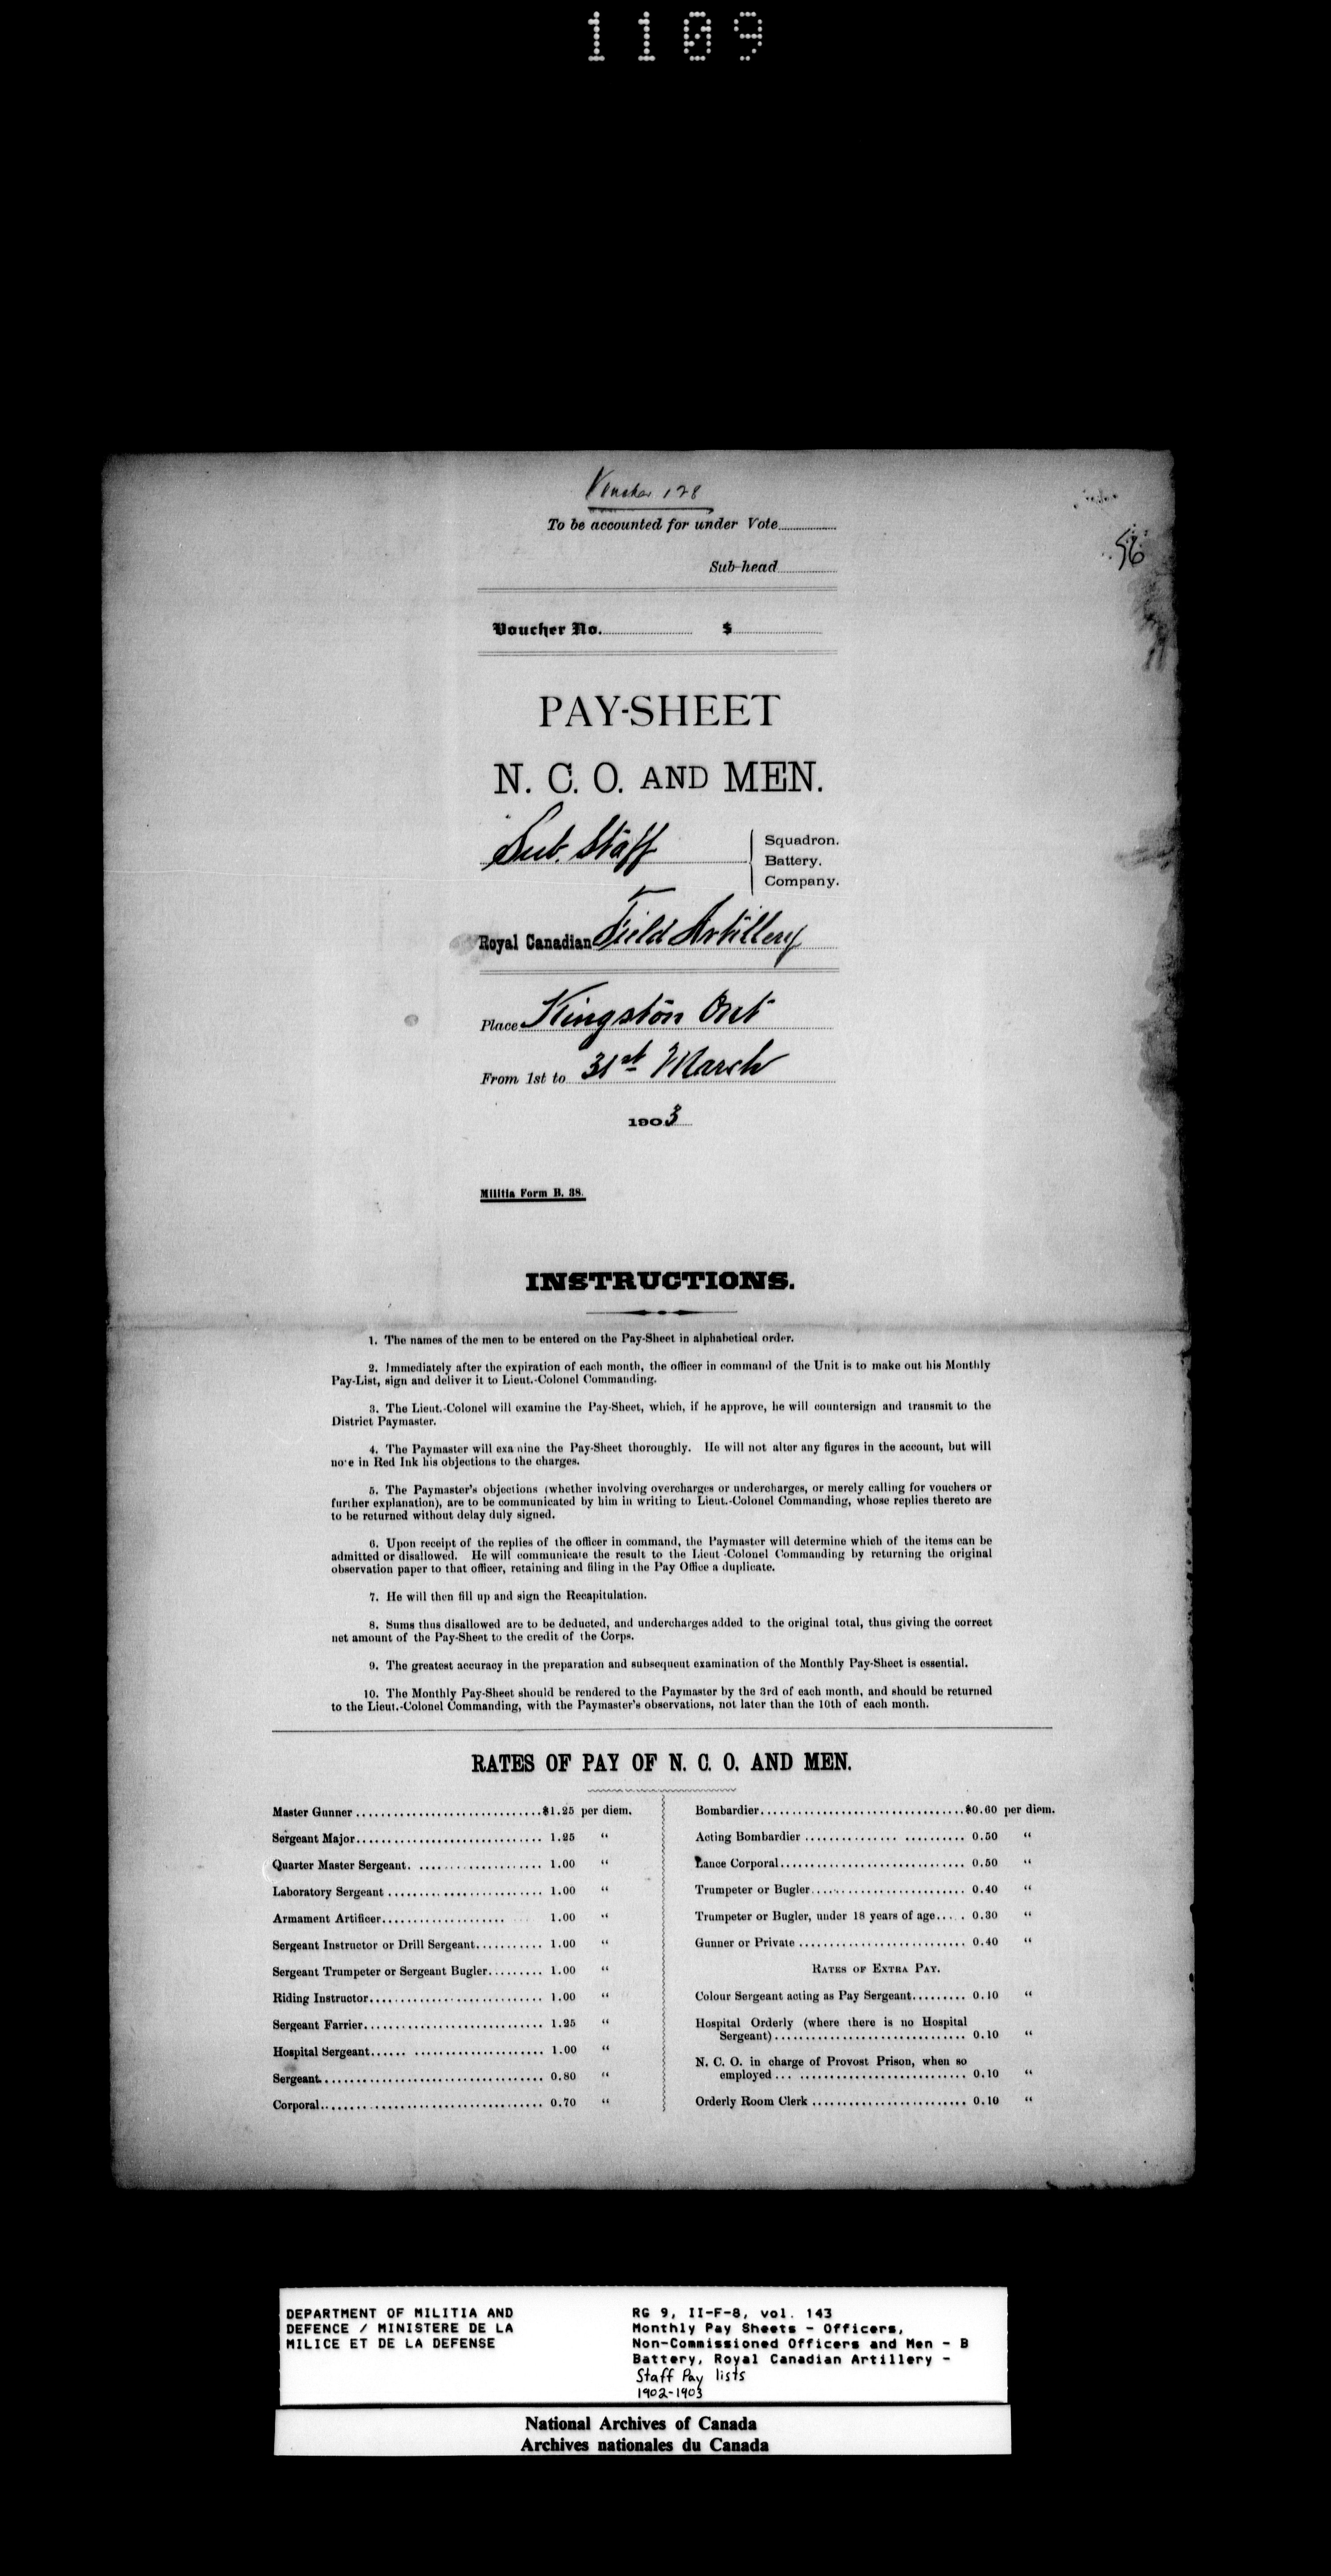 1109
Voucher 128
To be accounted for under Vote
56
Sub-head
Voucher No. $
PAY-SHEET
N. C. O. AND MEN.
Sub. Staff
Squadron.
Battery.
Company.
Royal Canadian Field Artillery
Place Kingston Ont
From 1st to 31st March
1903
Militia Form B. 38.
INSTRUCTIONS.
1. The names of the men to be entered on the Pay-Sheet in alphabetical order.
2. Immediately after the expiration of each month, the officer in command of the Unit is to make out his Monthly
Pay-List, sign and deliver it to Lieut.-Colonel Commanding.
3. The Lieut.-Colonel will examine the Pay-Sheet, which, if he approve, he will countersign and transmit to the
District Paymaster.
4. The Paymaster will exa nine the Pay-Sheet thoroughly. He will not alter any figures in the account, but will
no'e in Red Ink his objections to the charges.
5. The Paymaster's objections (whether involving overcharges or undercharges, or merely calling for vouchers or
further explanation), are to be communicated by him in writing to Lieut.-Colonel Commanding, whose replies thereto are
to be returned without delay duly signed.
6. Upon receipt of the replies of the officer in command, the Paymaster will determine which of the items can be
admitted or disallowed. He will communicate the result to the Lieut -Colonel Commanding by returning the original
observation paper to that officer, retaining and filing in the Pay Office a duplicate.
7. He will then fill up and sign the Recapitulation.
8. Sums thus disallowed are to be deducted, and undercharges added to the original total, thus giving the correct
net amount of the Pay-Sheet to the credit of the Corps.
9. The greatest accuracy in the preparation and subsequent examination of the Monthly Pay-Sheet is essential.
10. The Monthly Pay-Sheet should be rendered to the Paymaster by the 3rd of each month, and should be returned
to the Lieut.-Colonel Commanding, with the Paymaster's observations, not later than the 10th of each month.
RATES OF PAY OF N. C. O. AND MEN.
Master Gunner $1.25 per diem.
Sergeant Major 1.25 "
Quarter Master Sergeant. 1.00 "
Laboratory Sergeant 1.00 "
Armament Artificer 1.00 "
Sergeant Instructor or Drill Sergeant 1.00 "
Sergeant Trumpeter or Sergeant Bugler 1.00 "
Riding Instructor 1.00 "
Sergeant Farrier 1.25 "
Hospital Sergeant 1.00 "
Sergeant 0.80 "
Corporal 0.70 "
Bombardier $0.60 per diem.
Acting Bombardier 0.50 "
Lance Corporal 0.50 "
Trumpeter or Bugler 0.40 "
Trumpeter or Bugler, under 18 years of age 0.30 "
Gunner or Private 0.40 "
RATES OF EXTRA PAY.
Colour Sergeant acting as Pay Sergeant 0.10 "
Hospital Orderly (where there is no Hospital
Sergeant) 0.10 "
N. C. O. in charge of Provost Prison, when so
employed 0.10 "
Orderly Room Clerk 0.10 "
DEPARTMENT OF MILITIA AND
DEFENCE / MINISTERE DE LA
MILICE ET DE LA DEFENSE
RG 9, II-F-8, vol. 143
Monthly Pay Sheets - Officers,
Non-Commissioned Officers and Men - B
Battery, Royal Canadian Artillery -
Staff Pay lists
1902-1903
National Archives of Canada
Archives nationales du Canada